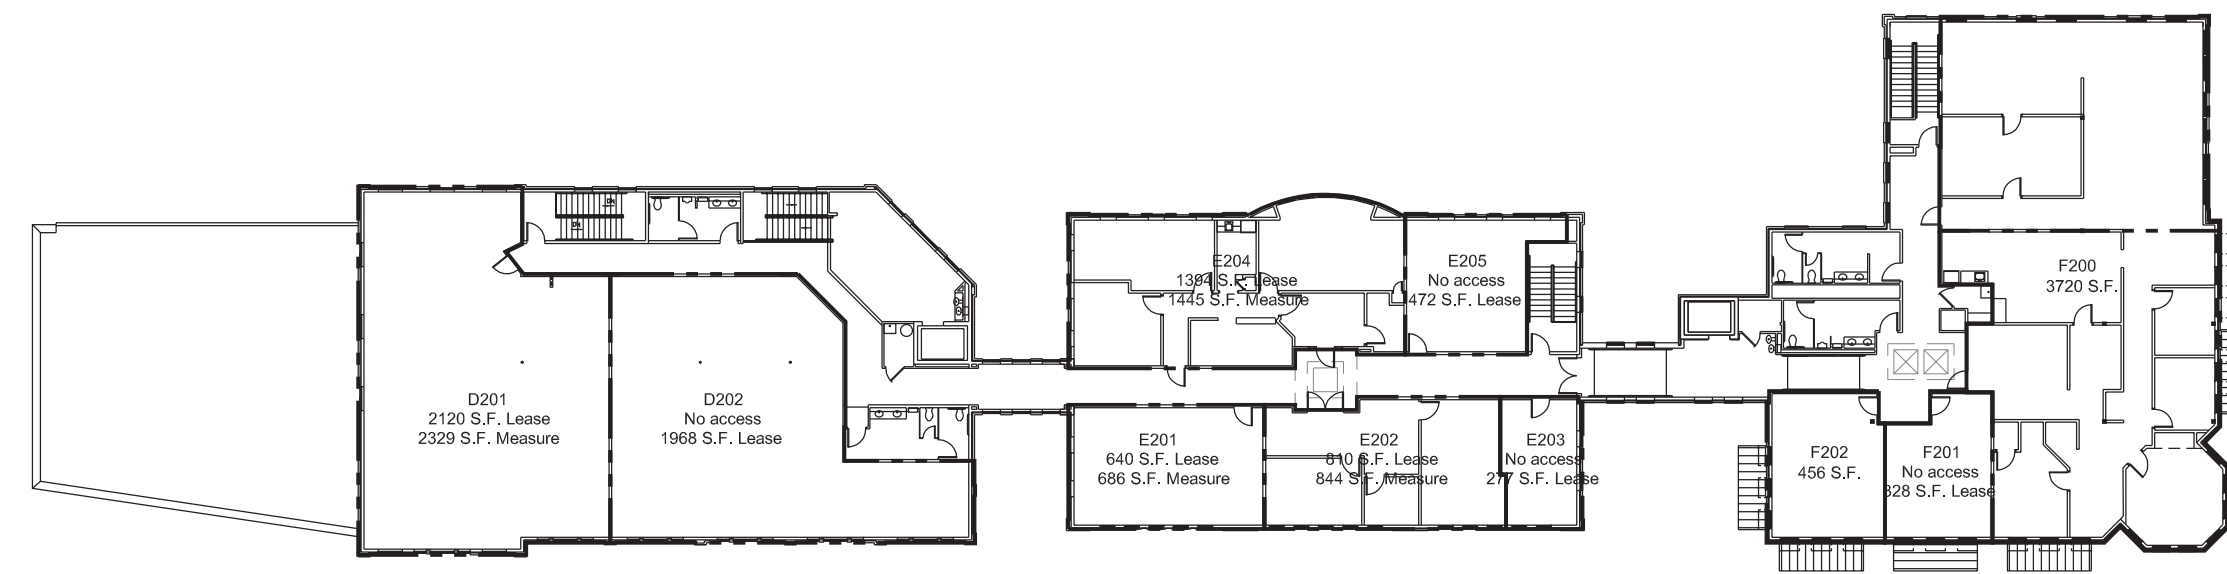 D201
2120 S.F. Lease
2329 S.F. Measure
D202
No access
1968 S.F. Lease
E204
1394 S.F. Lease
1445 S.F. Measure
E205
No access
472 S.F. Lease
E201
640 S.F. Lease
686 S.F. Measure
E202
810 S.F. Lease
844 S.F. Measure
E203
No access
277 S.F. Lease
F200
3720 S.F.
F202
456 S.F.
F201
No access
328 S.F. Lease